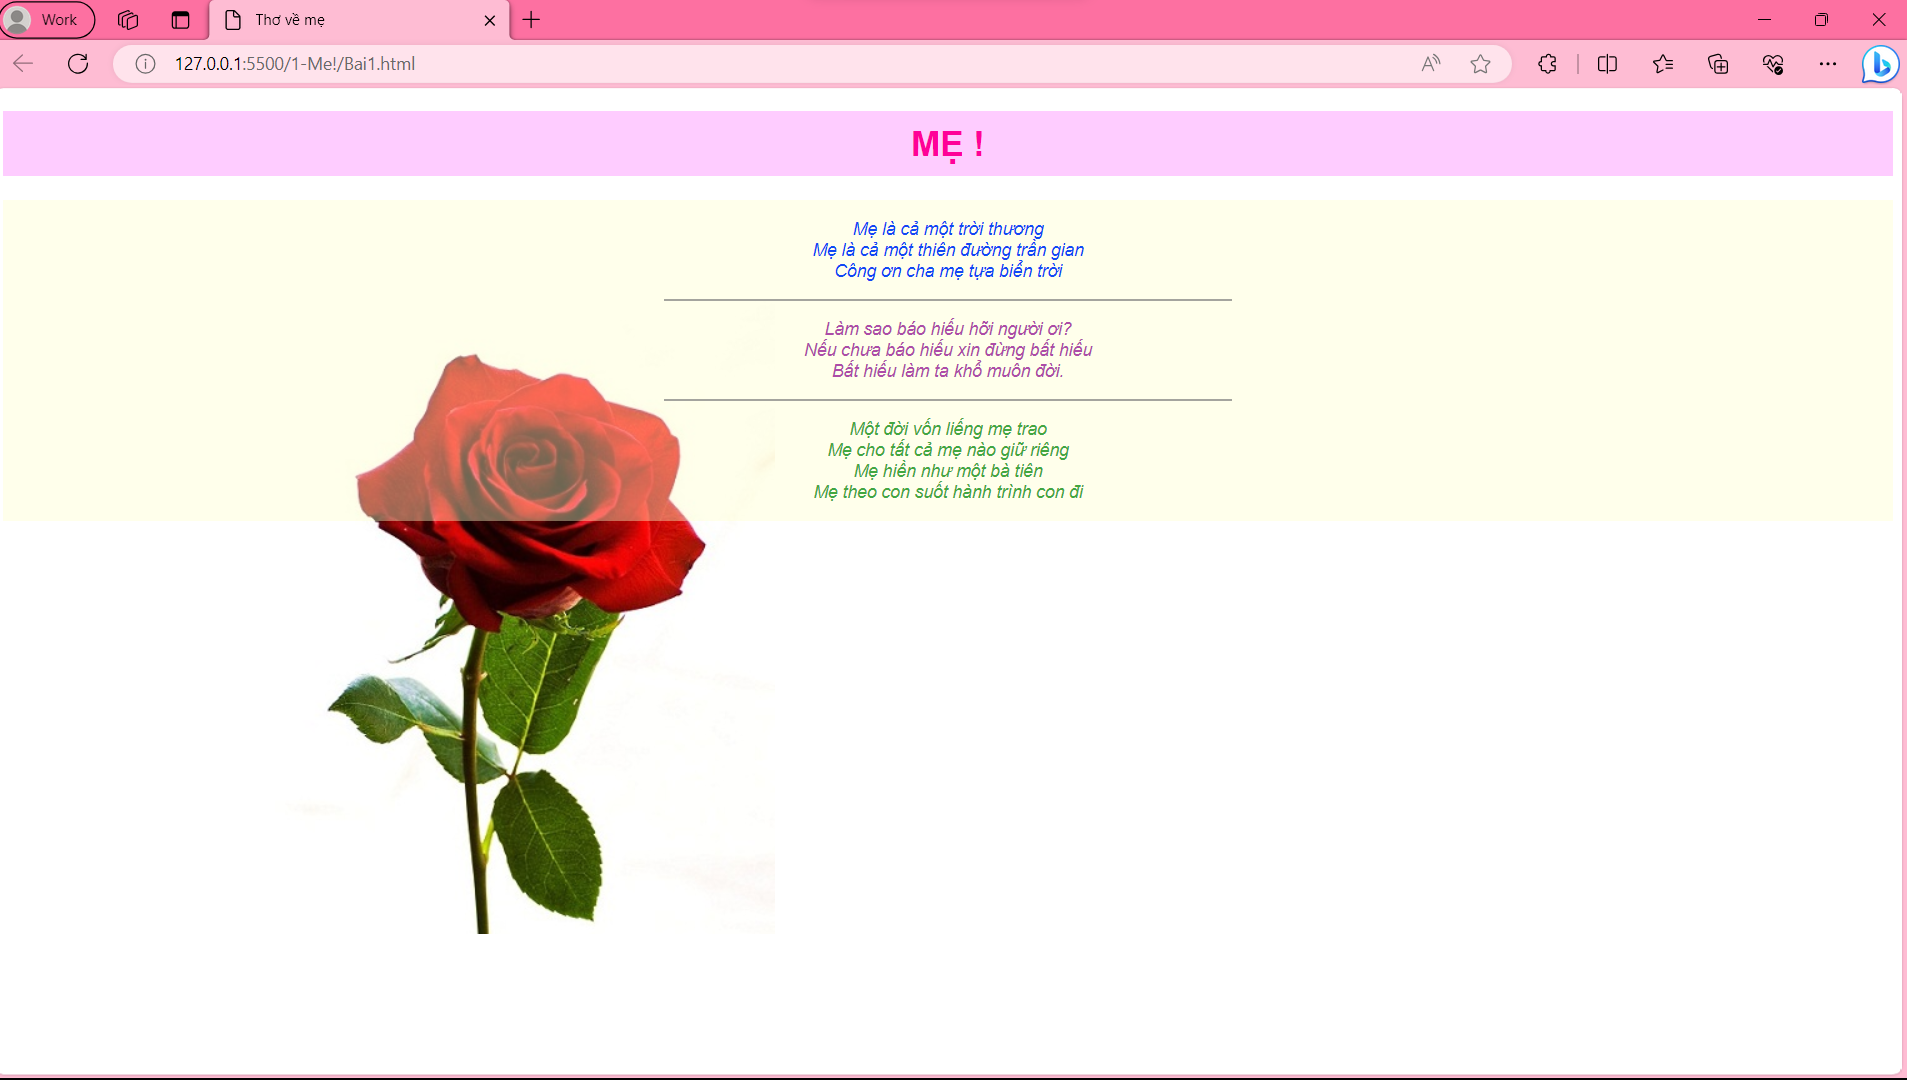 Work
Thơ về mẹ
127.0.0.1:5500/1-Me!/Bai1.html
MẸ !
Mẹ là cả một trời thương
Mẹ là cả một thiên đường trần gian
Công ơn cha mẹ tựa biển trời
Làm sao báo hiếu hỡi người ơi?
Nếu chưa báo hiếu xin đừng bất hiếu
Bất hiếu làm ta khổ muôn đời.
Một đời vốn liếng mẹ trao
Mẹ cho tất cả mẹ nào giữ riêng
Mẹ hiền như một bà tiên
Mẹ theo con suốt hành trình con đi